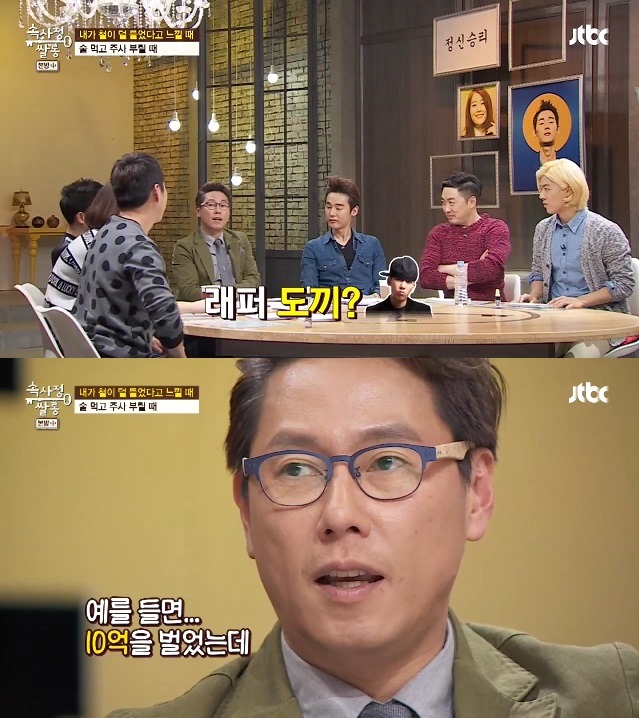 속사정
쌀롱
본방
내가 철이 덜 들었다고 느낄 때
술 먹고 주사 부릴 때
jtbc
정신승리
래퍼 도끼?
속사정
쌀롱
본방
내가 철이 덜 들었다고 느낄 때
술 먹고 주사 부릴 때
jtbc
예를 들면...
10억을 벌었는데